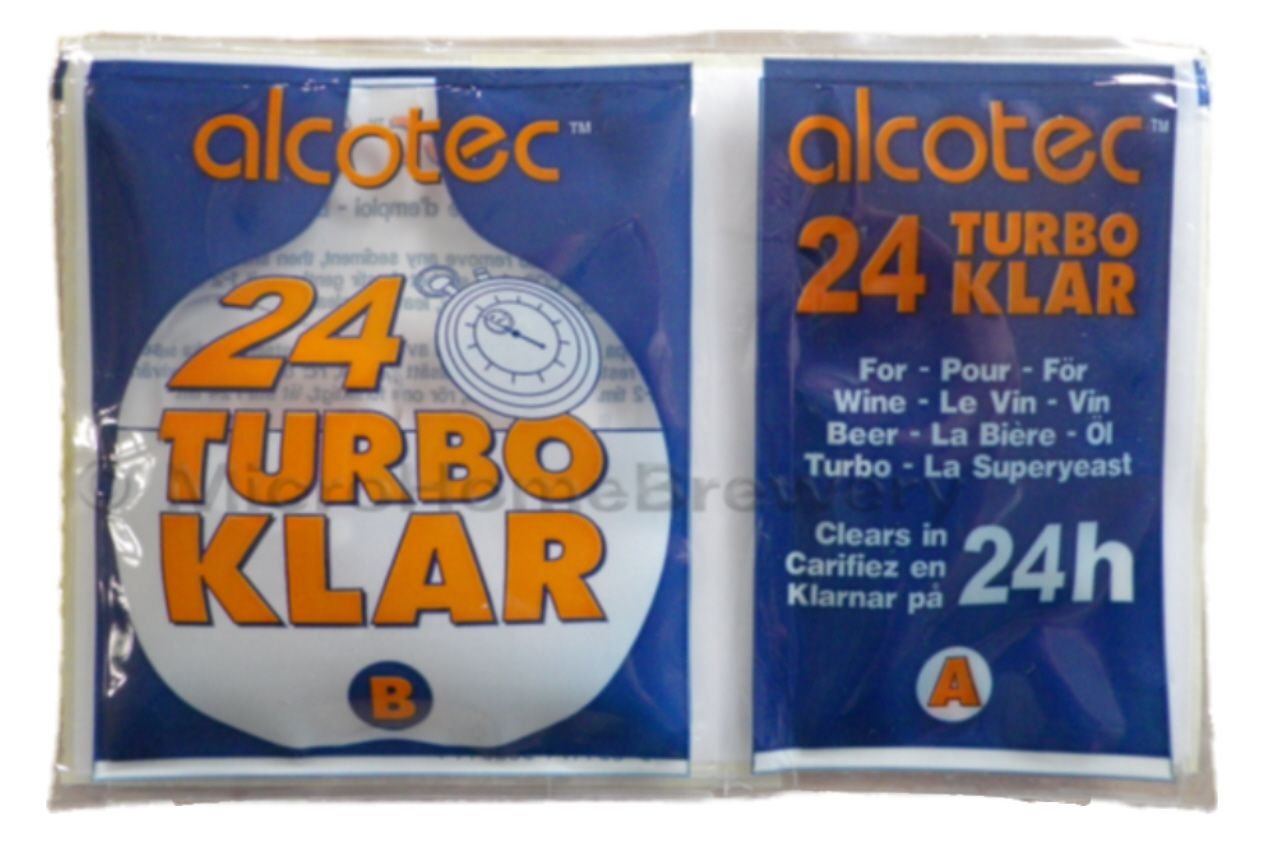 alcotec™
24
TURBO
KLAR
B
alcotec™
24 TURBO
KLAR
For - Pour - För
Wine - Le Vin - Vin
Beer - La Bière - Öl
Turbo - La Superyeast
Clears in
Carifiez en
Klarnar på
24h
A
© MicroHomeBrewery